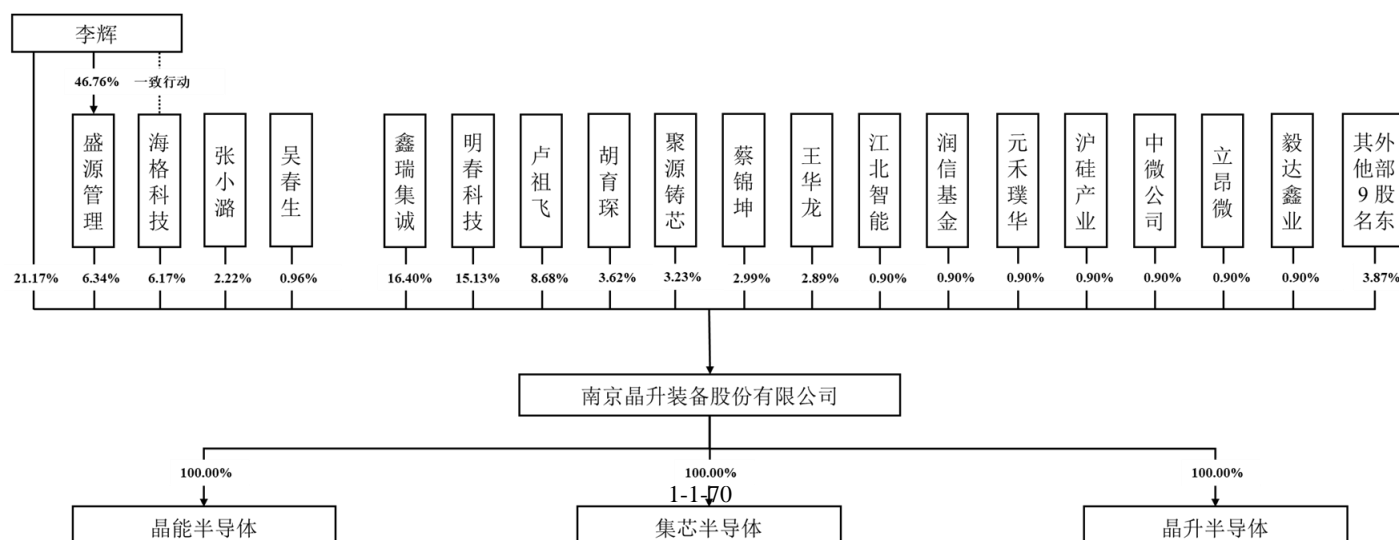 李辉
46.76%
一致行动
盛源管理
海格科技
张小潞
吴春生
鑫瑞集诚
明春科技
卢祖飞
胡育琛
聚源铸芯
蔡锦坤
王华龙
江北智能
润信基金
元禾璞华
沪硅产业
中微公司
立昂微
毅达鑫业
其他9名
外部股东
21.17%
6.34%
6.17%
2.22%
0.96%
16.40%
15.13%
8.68%
3.62%
3.23%
2.99%
2.89%
0.90%
0.90%
0.90%
0.90%
0.90%
0.90%
0.90%
3.87%
南京晶升装备股份有限公司
100.00%
100.00%
100.00%
1-1-70
晶能半导体
集芯半导体
晶升半导体